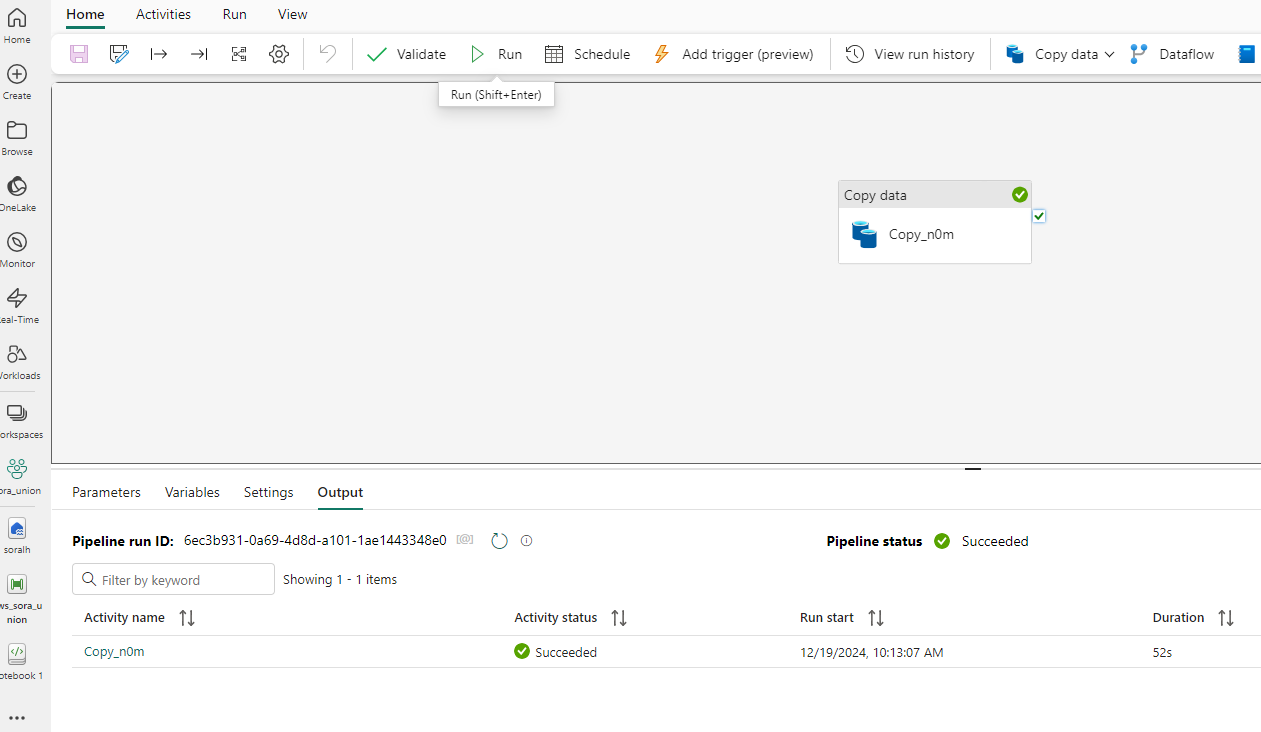 Home Activities Run View
Validate Run Schedule Add trigger (preview) View run history Copy data Dataflow
Run (Shift+Enter)
Home
Create
Browse
OneLake
Monitor
eal-Time
Workloads
orkspaces
ora_union
soralh
ws_sora_u
nion
otebook 1
Copy data
Copy_n0m
Parameters Variables Settings Output
Pipeline run ID: 6ec3b931-0a69-4d8d-a101-1ae1443348e0 Pipeline status Succeeded
Filter by keyword Showing 1 - 1 items
Activity name Activity status Run start Duration
Copy_n0m Succeeded 12/19/2024, 10:13:07 AM 52s